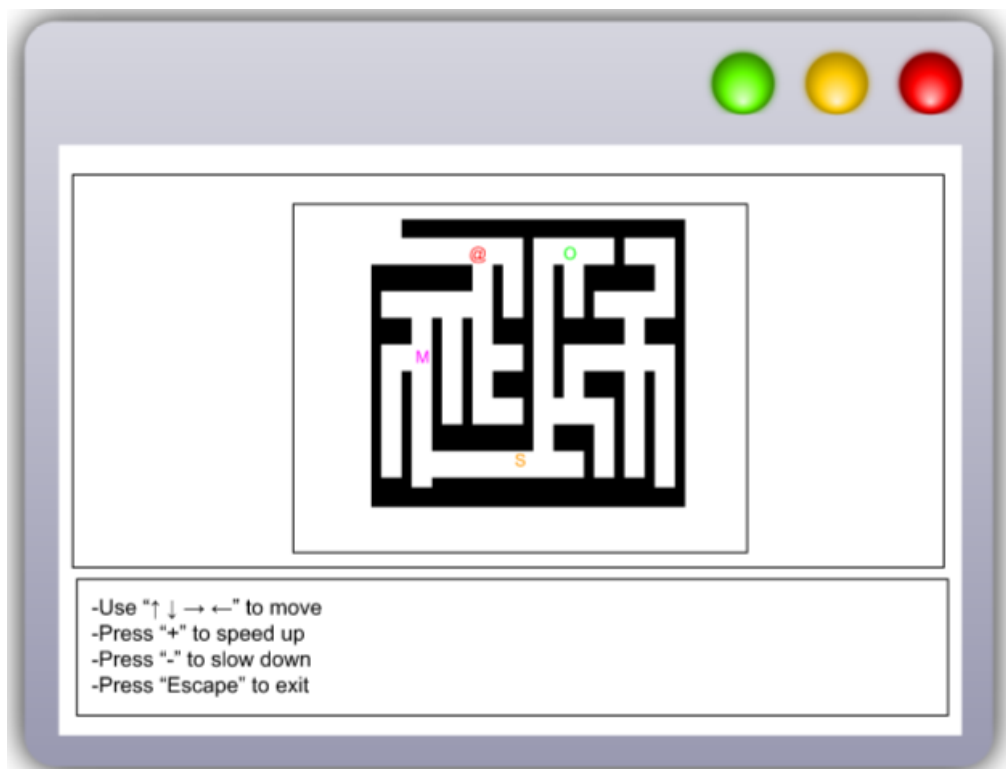 @ O
M
S
-Use “↑ ↓ → ←” to move
-Press “+” to speed up
-Press “-” to slow down
-Press “Escape” to exit